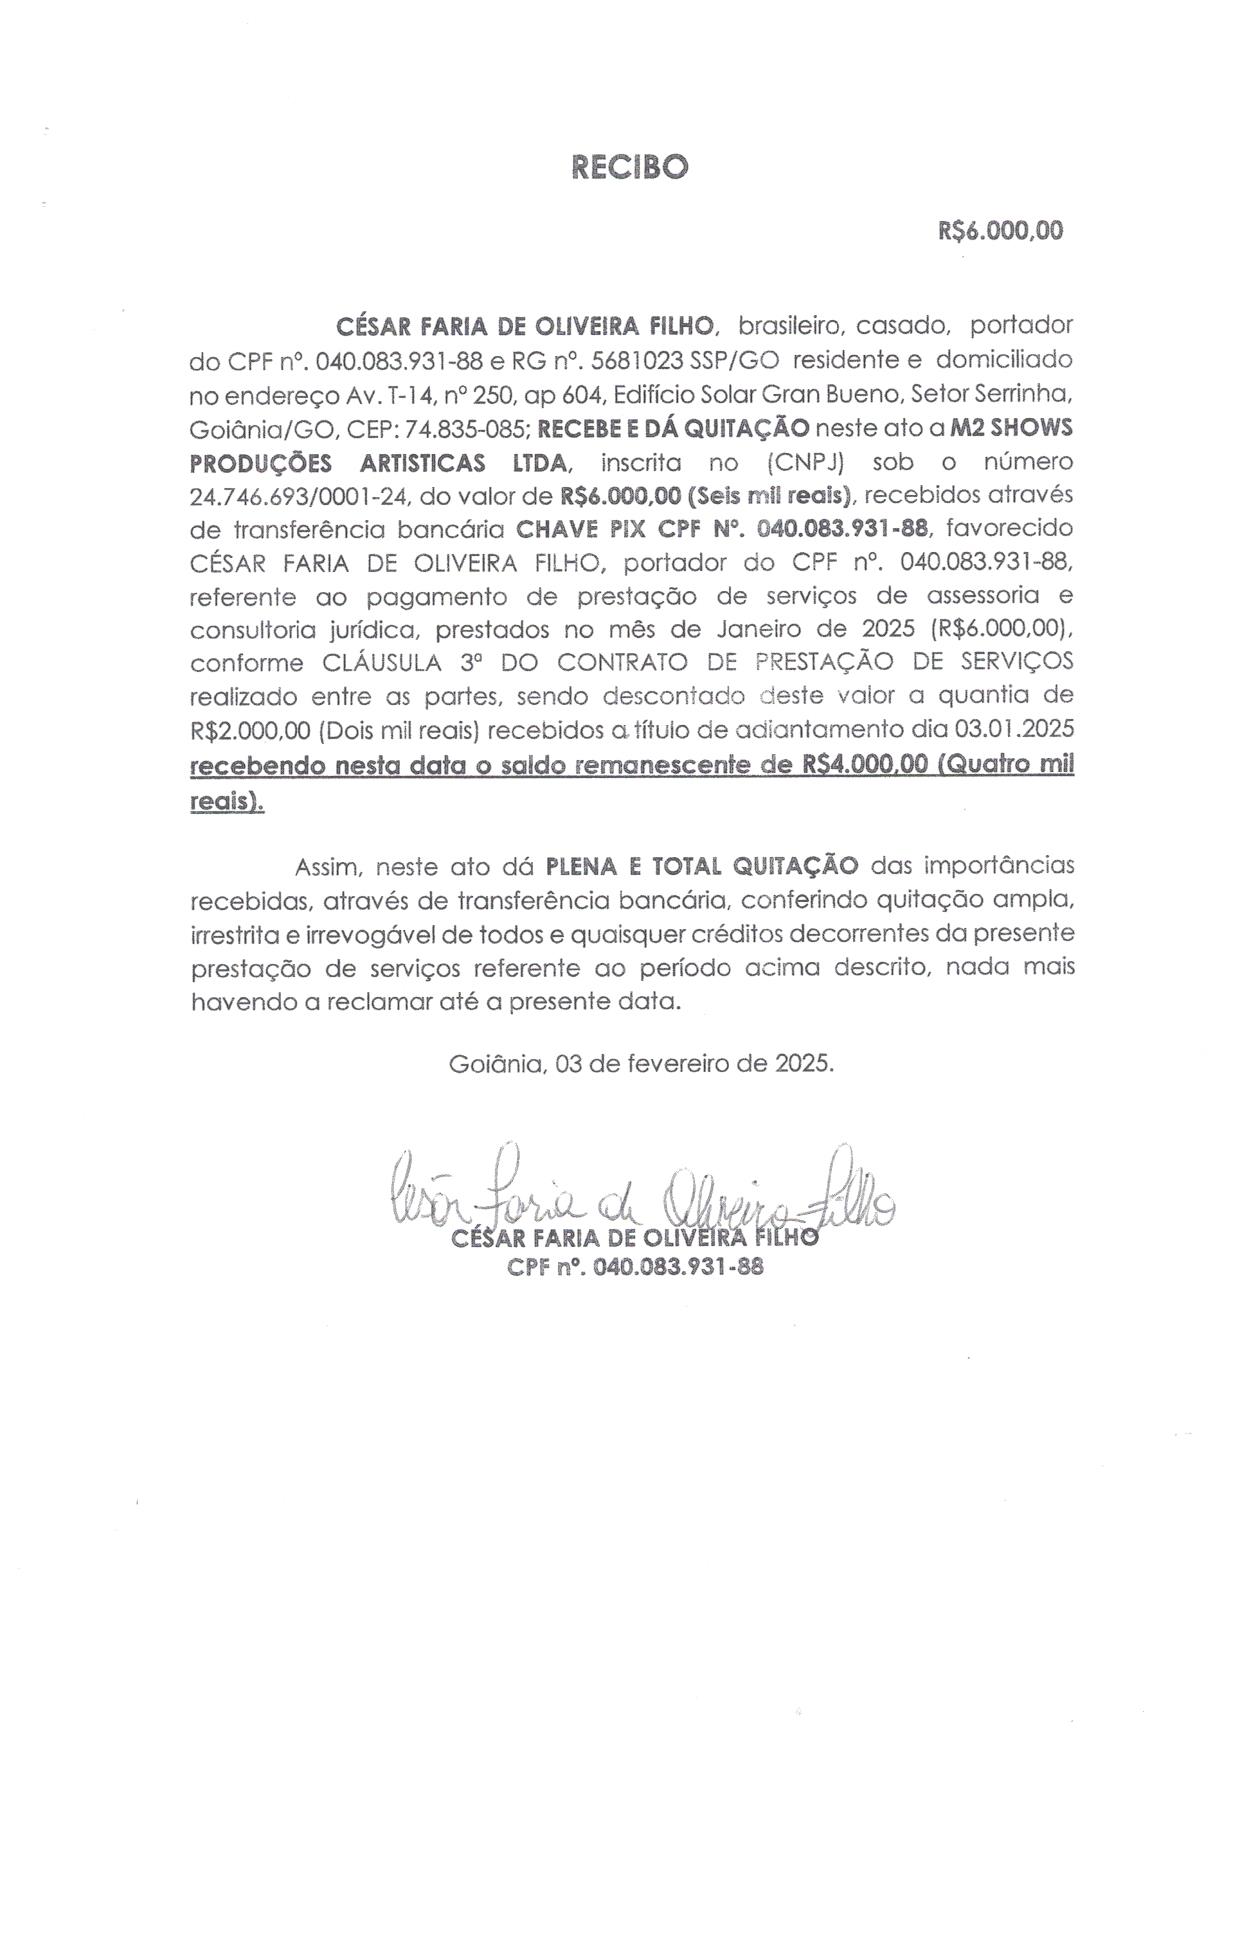 RECIBO
R$6.000,00
CÉSAR FARIA DE OLIVEIRA FILHO, brasileiro, casado, portador
do CPF nº. 040.083.931-88 e RG nº. 5681023 SSP/GO residente e domiciliado
no endereço Av. T-14, nº 250, ap 604, Edifício Solar Gran Bueno, Setor Serrinha,
Goiânia/GO, CEP: 74.835-085; RECEBE E DÁ QUITAÇÃO neste ato a M2 SHOWS
PRODUÇÕES ARTISTICAS LTDA, inscrita no (CNPJ) sob o número
24.746.693/0001-24, do valor de R$6.000,00 (Seis mil reais), recebidos através
de transferência bancária CHAVE PIX CPF Nº. 040.083.931-88, favorecido
CÉSAR FARIA DE OLIVEIRA FILHO, portador do CPF nº. 040.083.931-88,
referente ao pagamento de prestação de serviços de assessoria e
consultoria jurídica, prestados no mês de Janeiro de 2025 (R$6.000,00),
conforme CLÁUSULA 3ª DO CONTRATO DE PRESTAÇÃO DE SERVIÇOS
realizado entre as partes, sendo descontado deste valor a quantia de
R$2.000,00 (Dois mil reais) recebidos a título de adiantamento dia 03.01.2025
recebendo nesta data o saldo remanescente de R$4.000,00 (Quatro mil
reais).
Assim, neste ato dá PLENA E TOTAL QUITAÇÃO das importâncias
recebidas, através de transferência bancária, conferindo quitação ampla,
irrestrita e irrevogável de todos e quaisquer créditos decorrentes da presente
prestação de serviços referente ao período acima descrito, nada mais
havendo a reclamar até a presente data.
Goiânia, 03 de fevereiro de 2025.
César Faria de Oliveira Filho
CÉSAR FARIA DE OLIVEIRA FILHO
CPF nº. 040.083.931-88